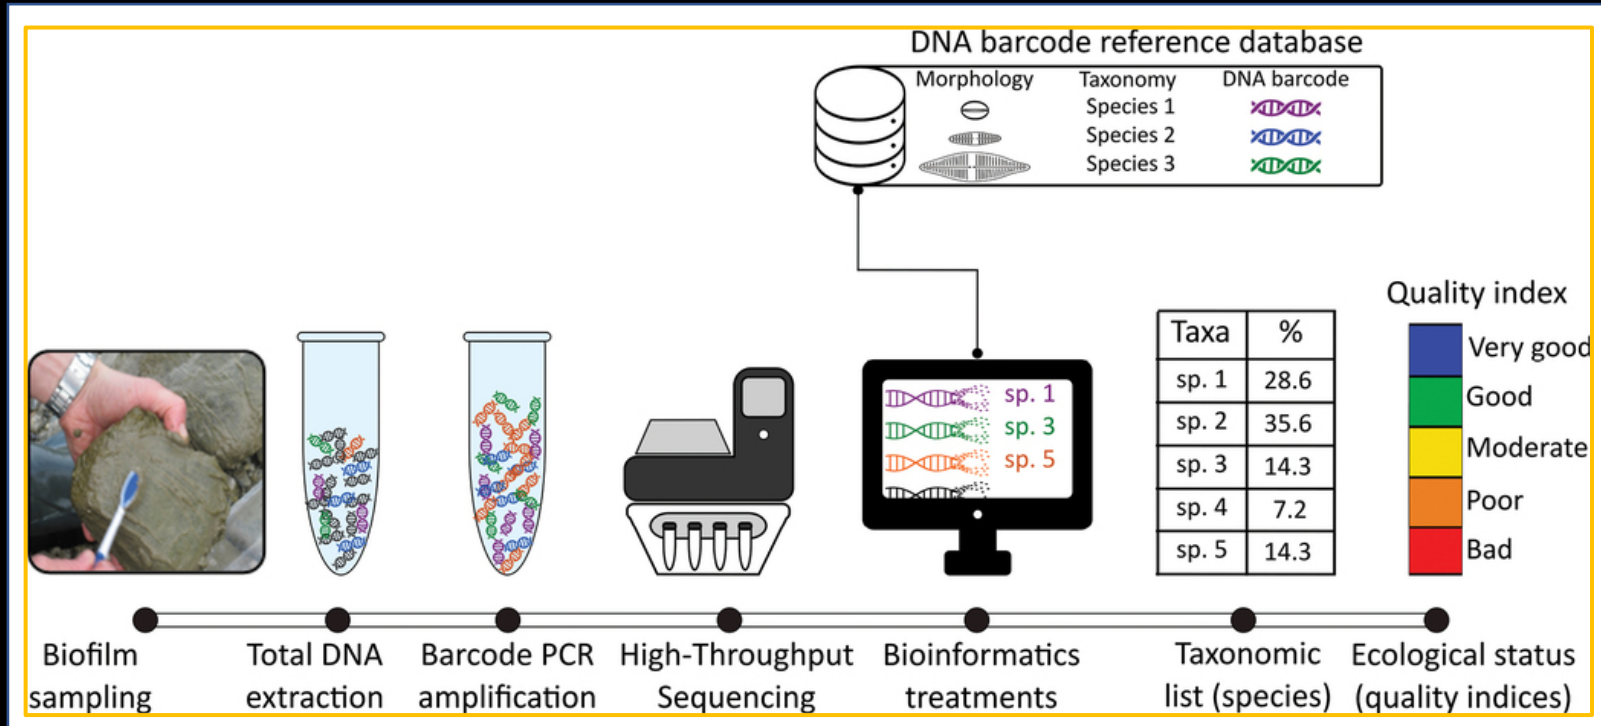 DNA barcode reference database
Morphology Taxonomy DNA barcode
Species 1
Species 2
Species 3
sp. 1
sp. 3
sp. 5
Taxa %
sp. 1 28.6
sp. 2 35.6
sp. 3 14.3
sp. 4 7.2
sp. 5 14.3
Quality index
Very good
Good
Moderate
Poor
Bad
Biofilm
sampling
Total DNA
extraction
Barcode PCR
amplification
High-Throughput
Sequencing
Bioinformatics
treatments
Taxonomic
list (species)
Ecological status
(quality indices)